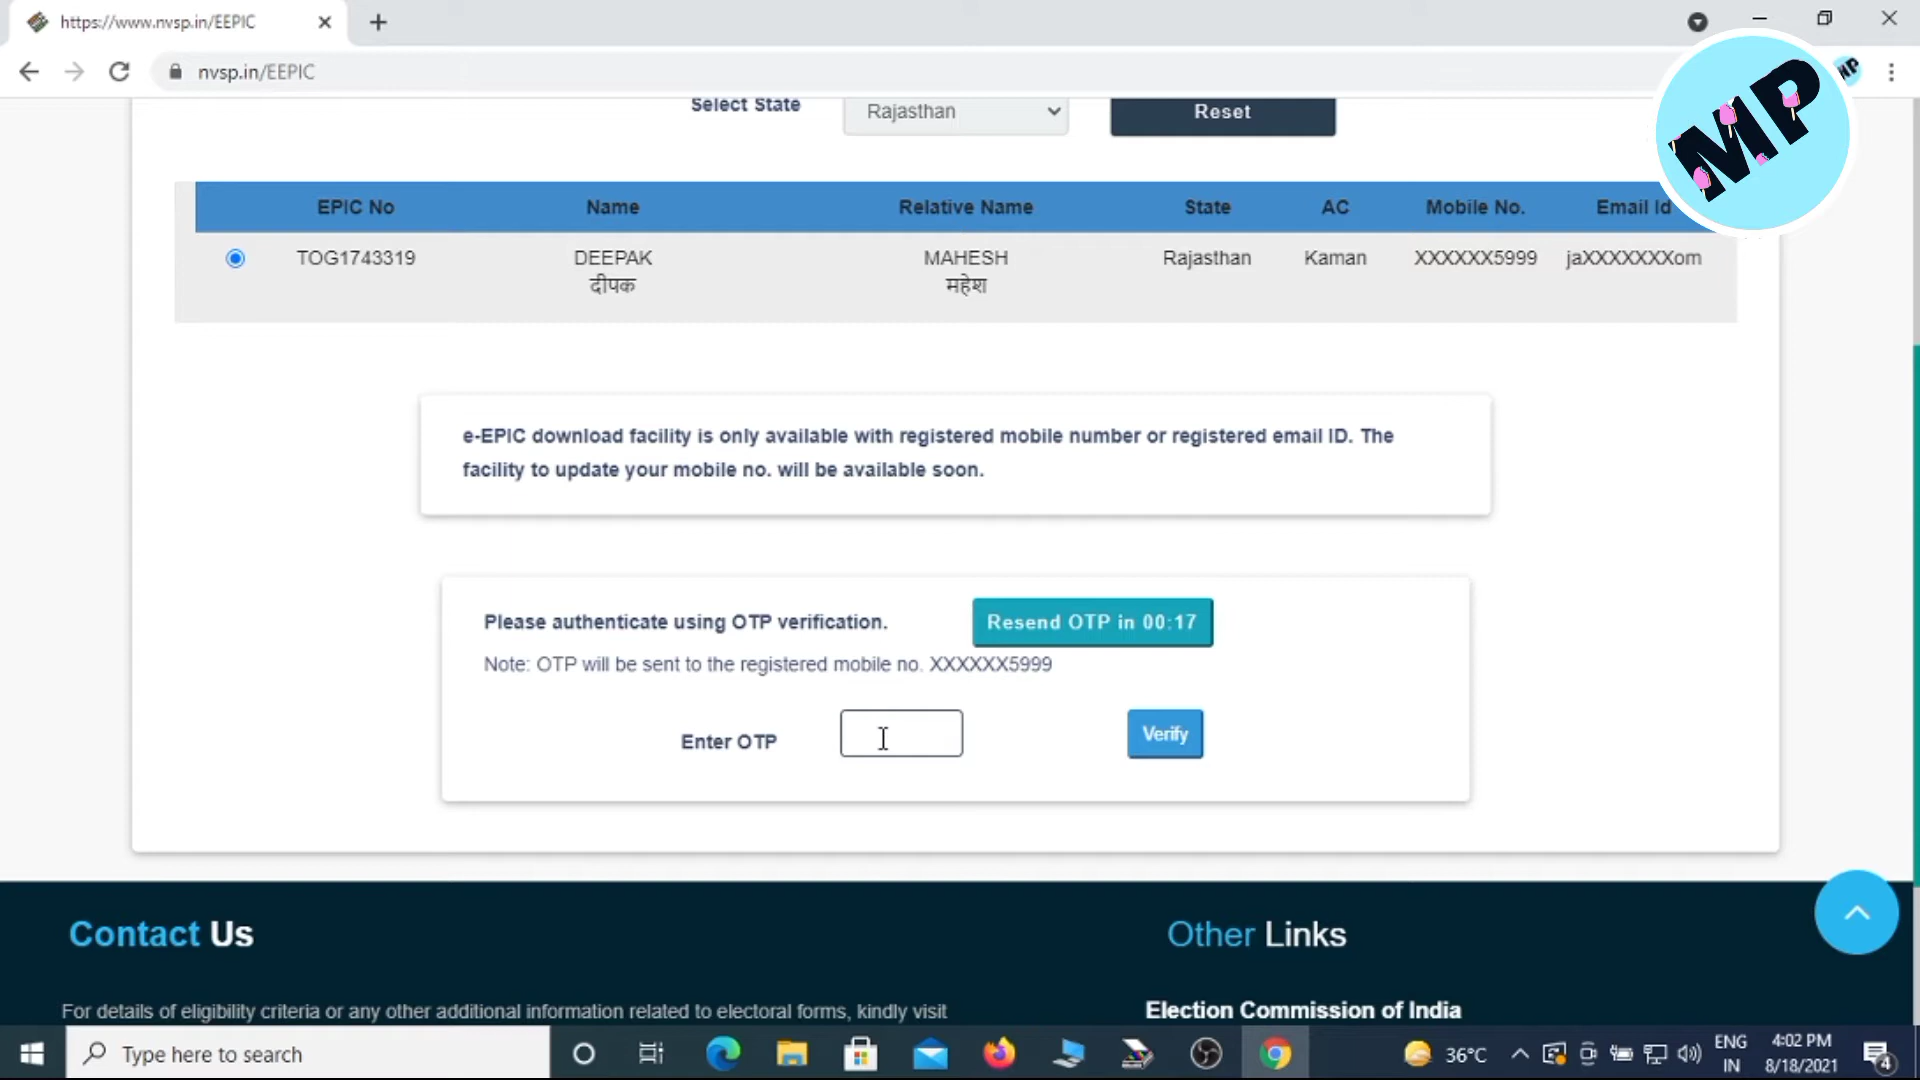 https://www.nvsp.in/EEPIC
nvsp.in/EEPIC
MP
MP
Select State Rajasthan Reset
EPIC No Name Relative Name State AC Mobile No. Email Id
TOG1743319 DEEPAK MAHESH Rajasthan Kaman XXXXXX5999 jaXXXXXXXom
दीपक महेश
e-EPIC download facility is only available with registered mobile number or registered email ID. The
facility to update your mobile no. will be available soon.
Please authenticate using OTP verification. Resend OTP in 00:17
Note: OTP will be sent to the registered mobile no. XXXXXX5999
Enter OTP Verify
Contact Us Other Links
For details of eligibility criteria or any other additional information related to electoral forms, kindly visit
Election Commission of India
Type here to search 36°C ENG 4:02 PM
IN 8/18/2021 4